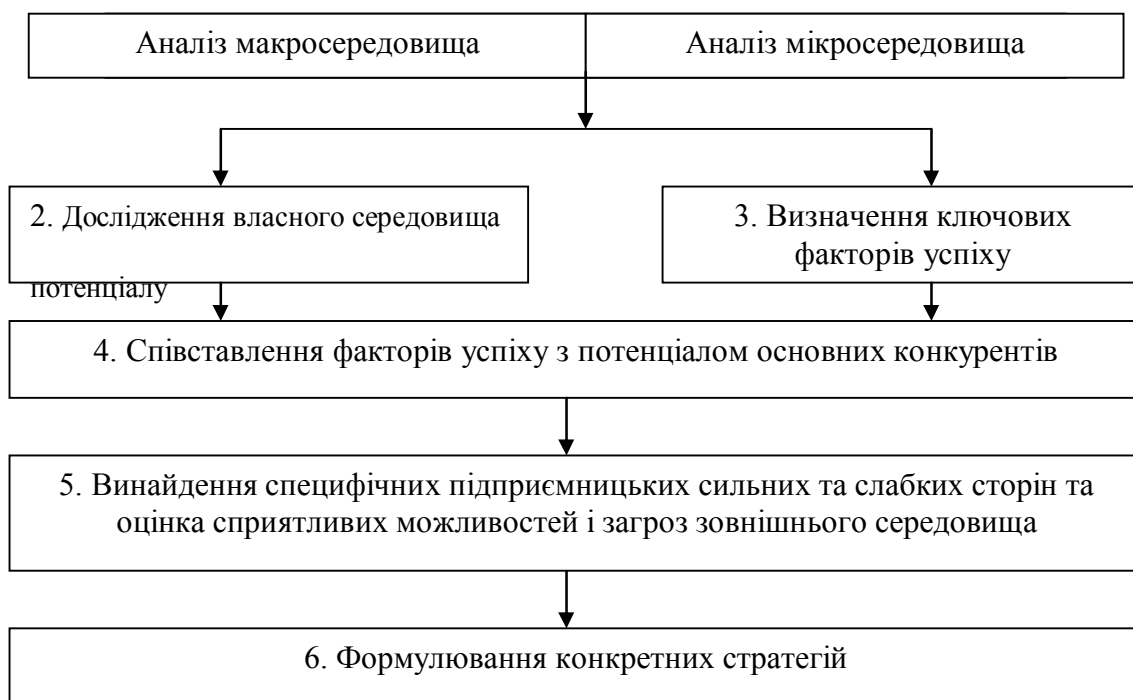 Аналіз макросередовища
Аналіз мікросередовища
2. Дослідження власного середовища
потенціалу
3. Визначення ключових
факторів успіху
4. Співставлення факторів успіху з потенціалом основних конкурентів
5. Винайдення специфічних підприємницьких сильних та слабких сторін та
оцінка сприятливих можливостей і загроз зовнішнього середовища
6. Формулювання конкретних стратегій